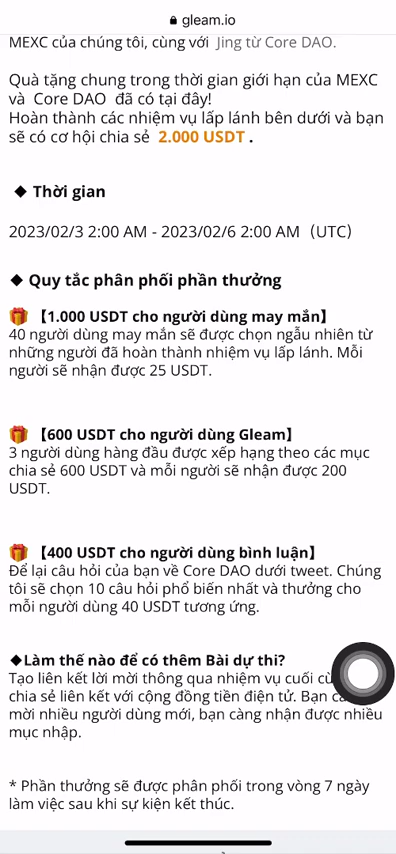 gleam.io
MEXC của chúng tôi, cùng với Jing từ Core DAO.
Quà tặng chung trong thời gian giới hạn của MEXC
và Core DAO đã có tại đây!
Hoàn thành các nhiệm vụ lấp lánh bên dưới và bạn
sẽ có cơ hội chia sẻ 2.000 USDT .
◆ Thời gian
2023/02/3 2:00 AM - 2023/02/6 2:00 AM（UTC）
◆ Quy tắc phân phối phần thưởng
🎁【1.000 USDT cho người dùng may mắn】
40 người dùng may mắn sẽ được chọn ngẫu nhiên từ
những người đã hoàn thành nhiệm vụ lấp lánh. Mỗi
người sẽ nhận được 25 USDT.
🎁【600 USDT cho người dùng Gleam】
3 người dùng hàng đầu được xếp hạng theo các mục
chia sẻ 600 USDT và mỗi người sẽ nhận được 200
USDT.
🎁【400 USDT cho người dùng bình luận】
Để lại câu hỏi của bạn về Core DAO dưới tweet. Chúng
tôi sẽ chọn 10 câu hỏi phổ biến nhất và thưởng cho
mỗi người dùng 40 USDT tương ứng.
◆Làm thế nào để có thêm Bài dự thi?
Tạo liên kết lời mời thông qua nhiệm vụ cuối
chia sẻ liên kết với cộng đồng tiền điện tử. Bạn
mời nhiều người dùng mới, bạn càng nhận được nhiều
mục nhập.
* Phần thưởng sẽ được phân phối trong vòng 7 ngày
làm việc sau khi sự kiện kết thúc.